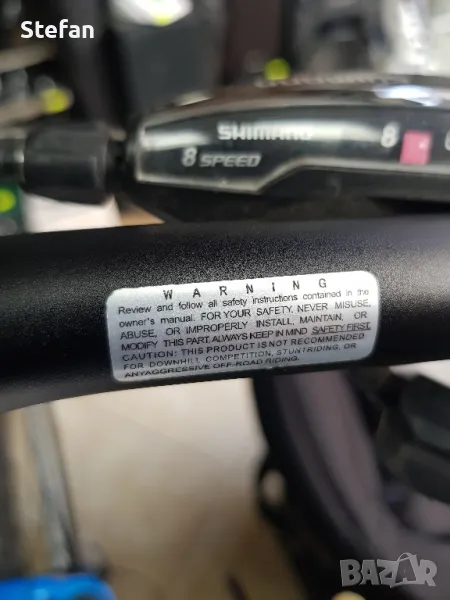 Stefan
SHIMANO
8 SPEED
8
WARNING
Review and follow all safety instructions contained in the
owner's manual. FOR YOUR SAFETY, NEVER MISUSE,
ABUSE, OR IMPROPERLY INSTALL, MAINTAIN, OR
MODIFY THIS PART. ALWAYS KEEP IN MIND SAFETY FIRST.
CAUTION: THIS PRODUCT IS NOT RECOMMENDED
FOR DOWNHILL, COMPETITION, STUNTRIDING, OR
ANYAGGRESSIVE OFF-ROAD RIDING.
BAZAR